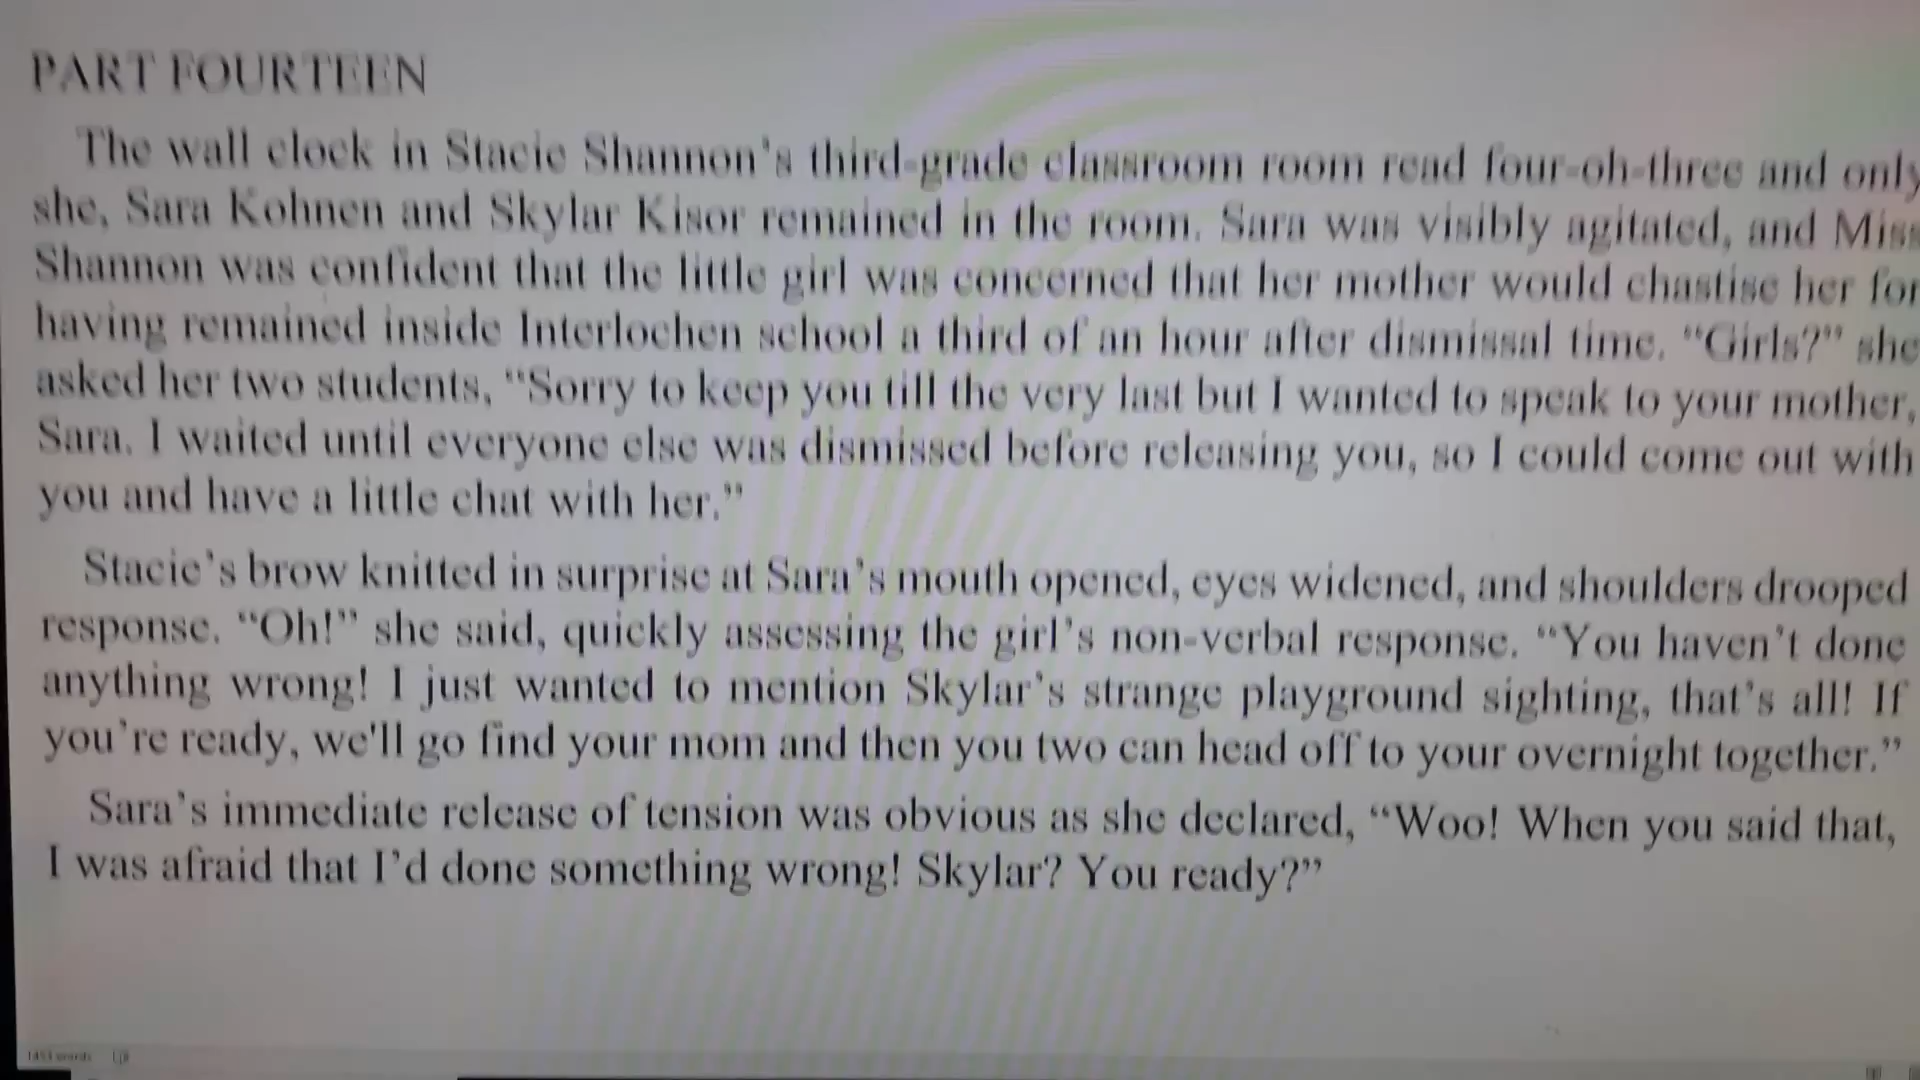 PART FOURTEEN
The wall clock in Stacie Shannon’s third-grade classroom room read four-oh-three and only
she, Sara Kohnen and Skylar Kisor remained in the room. Sara was visibly agitated, and Miss
Shannon was confident that the little girl was concerned that her mother would chastise her for
having remained inside Interlochen school a third of an hour after dismissal time. “Girls?” she
asked her two students, “Sorry to keep you till the very last but I wanted to speak to your mother,
Sara. I waited until everyone else was dismissed before releasing you, so I could come out with
you and have a little chat with her.”
Stacie’s brow knitted in surprise at Sara’s mouth opened, eyes widened, and shoulders drooped
response. “Oh!” she said, quickly assessing the girl’s non-verbal response. “You haven’t done
anything wrong! I just wanted to mention Skylar’s strange playground sighting, that’s all! If
you’re ready, we'll go find your mom and then you two can head off to your overnight together.”
Sara’s immediate release of tension was obvious as she declared, “Woo! When you said that,
I was afraid that I’d done something wrong! Skylar? You ready?”
words